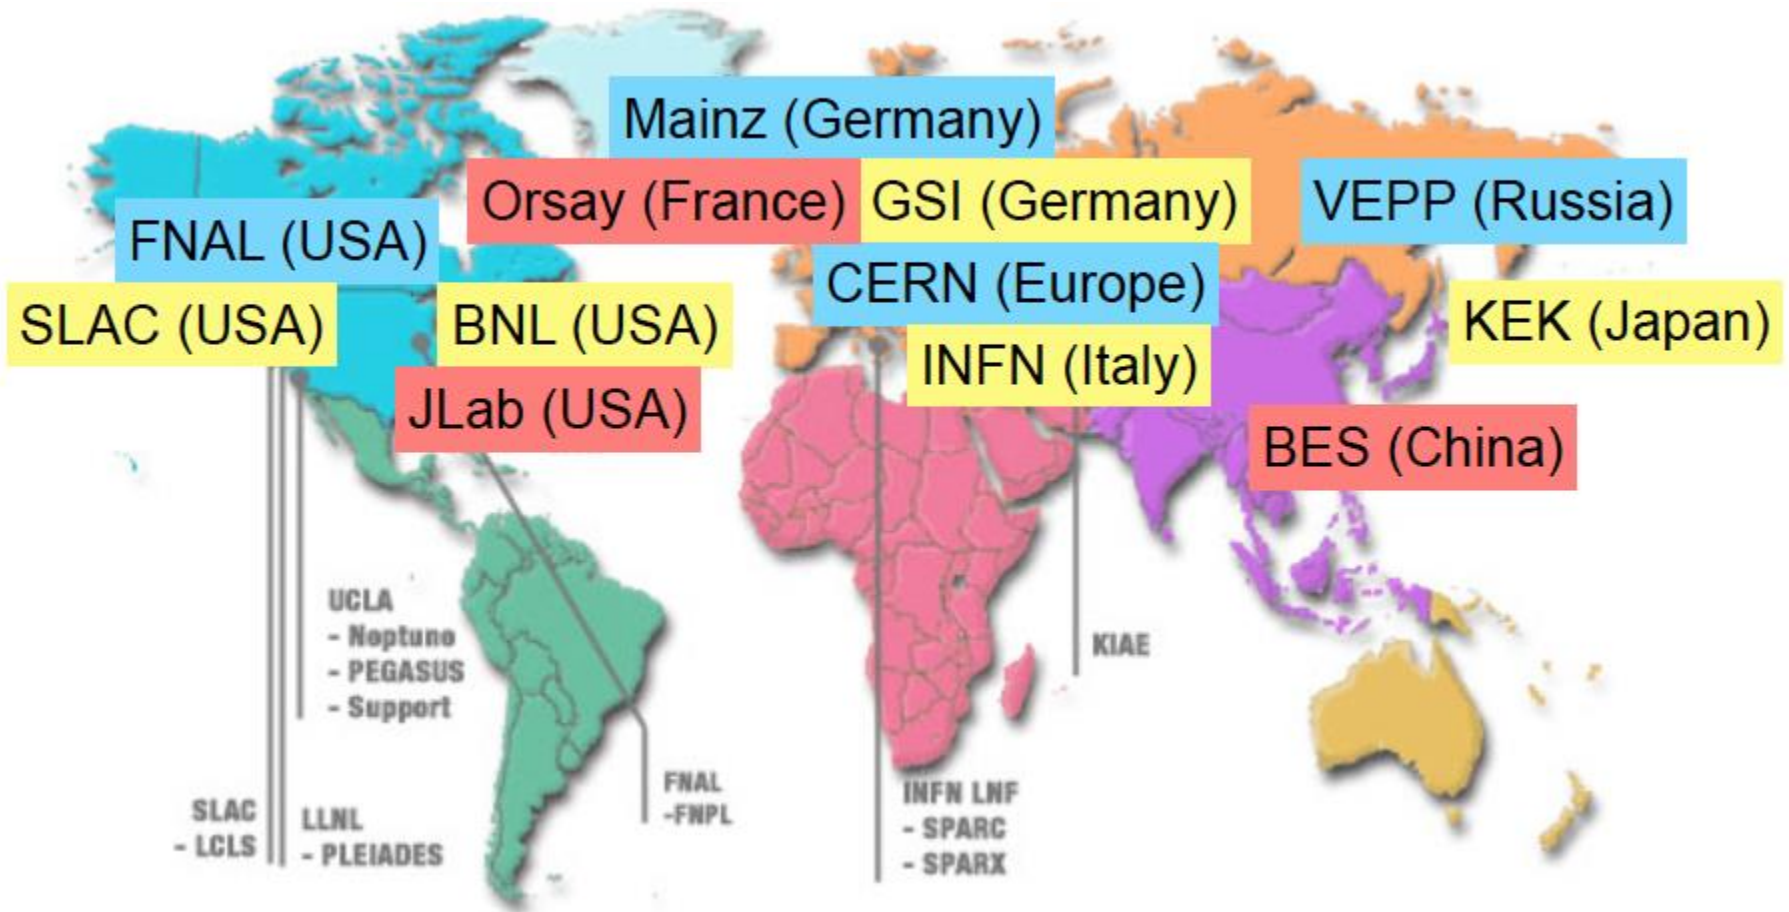 Mainz (Germany)
Orsay (France)
GSI (Germany)
VEPP (Russia)
FNAL (USA)
CERN (Europe)
SLAC (USA)
BNL (USA)
INFN (Italy)
KEK (Japan)
JLab (USA)
BES (China)
UCLA
- Neptune
- PEGASUS
- Support
KIAE
SLAC
- LCLS
LLNL
- PLEIADES
FNAL
-FNPL
INFN LNF
- SPARC
- SPARX